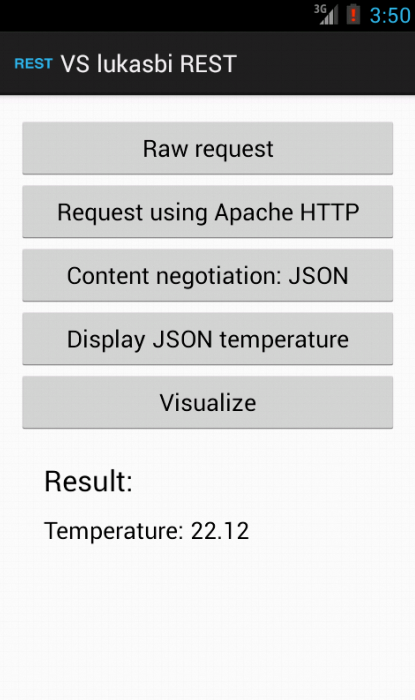 3G 3:50
REST VS lukasbi REST
Raw request
Request using Apache HTTP
Content negotiation: JSON
Display JSON temperature
Visualize
Result:
Temperature: 22.12